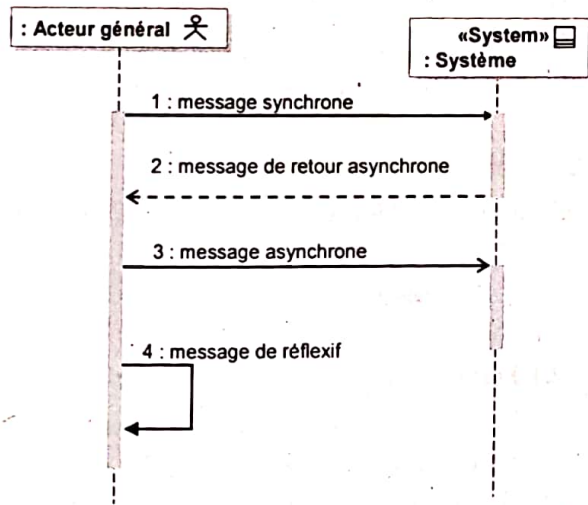 : Acteur général
«System»
: Système
1 : message synchrone
2 : message de retour asynchrone
3 : message asynchrone
4 : message de réflexif